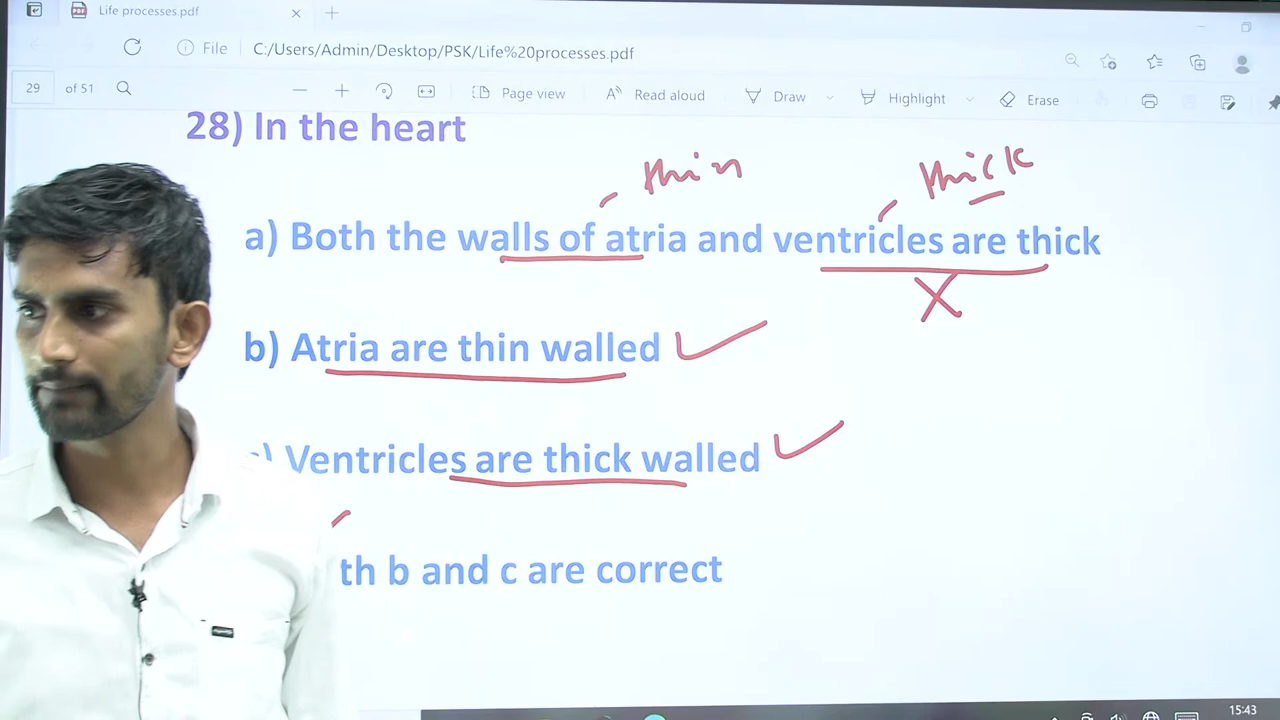 Life processes.pdf
File C:/Users/Admin/Desktop/PSK/Life%20processes.pdf
29 of 51 Page view Read aloud Draw Highlight Erase
28) In the heart
thin thick
a) Both the walls of atria and ventricles are thick
b) Atria are thin walled
Ventricles are thick walled
th b and c are correct
15:43